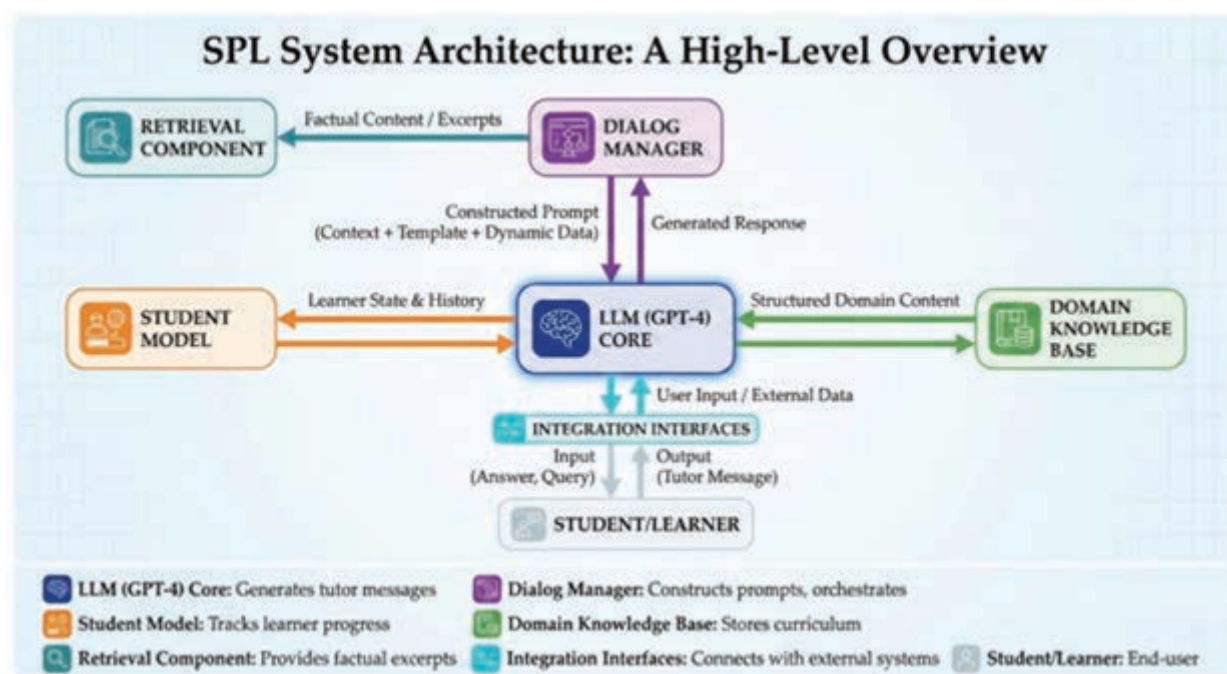 SPL System Architecture: A High-Level Overview
RETRIEVAL
COMPONENT
Factual Content / Excerpts
DIALOG
MANAGER
Constructed Prompt
(Context + Template + Dynamic Data)
Generated Response
STUDENT
MODEL
Learner State & History
LLM (GPT-4)
CORE
Structured Domain Content
DOMAIN
KNOWLEDGE
BASE
User Input / External Data
INTEGRATION INTERFACES
Input
(Answer, Query)
Output
(Tutor Message)
STUDENT/LEARNER
LLM (GPT-4) Core: Generates tutor messages
Dialog Manager: Constructs prompts, orchestrates
Student Model: Tracks learner progress
Domain Knowledge Base: Stores curriculum
Retrieval Component: Provides factual excerpts
Integration Interfaces: Connects with external systems
Student/Learner: End-user